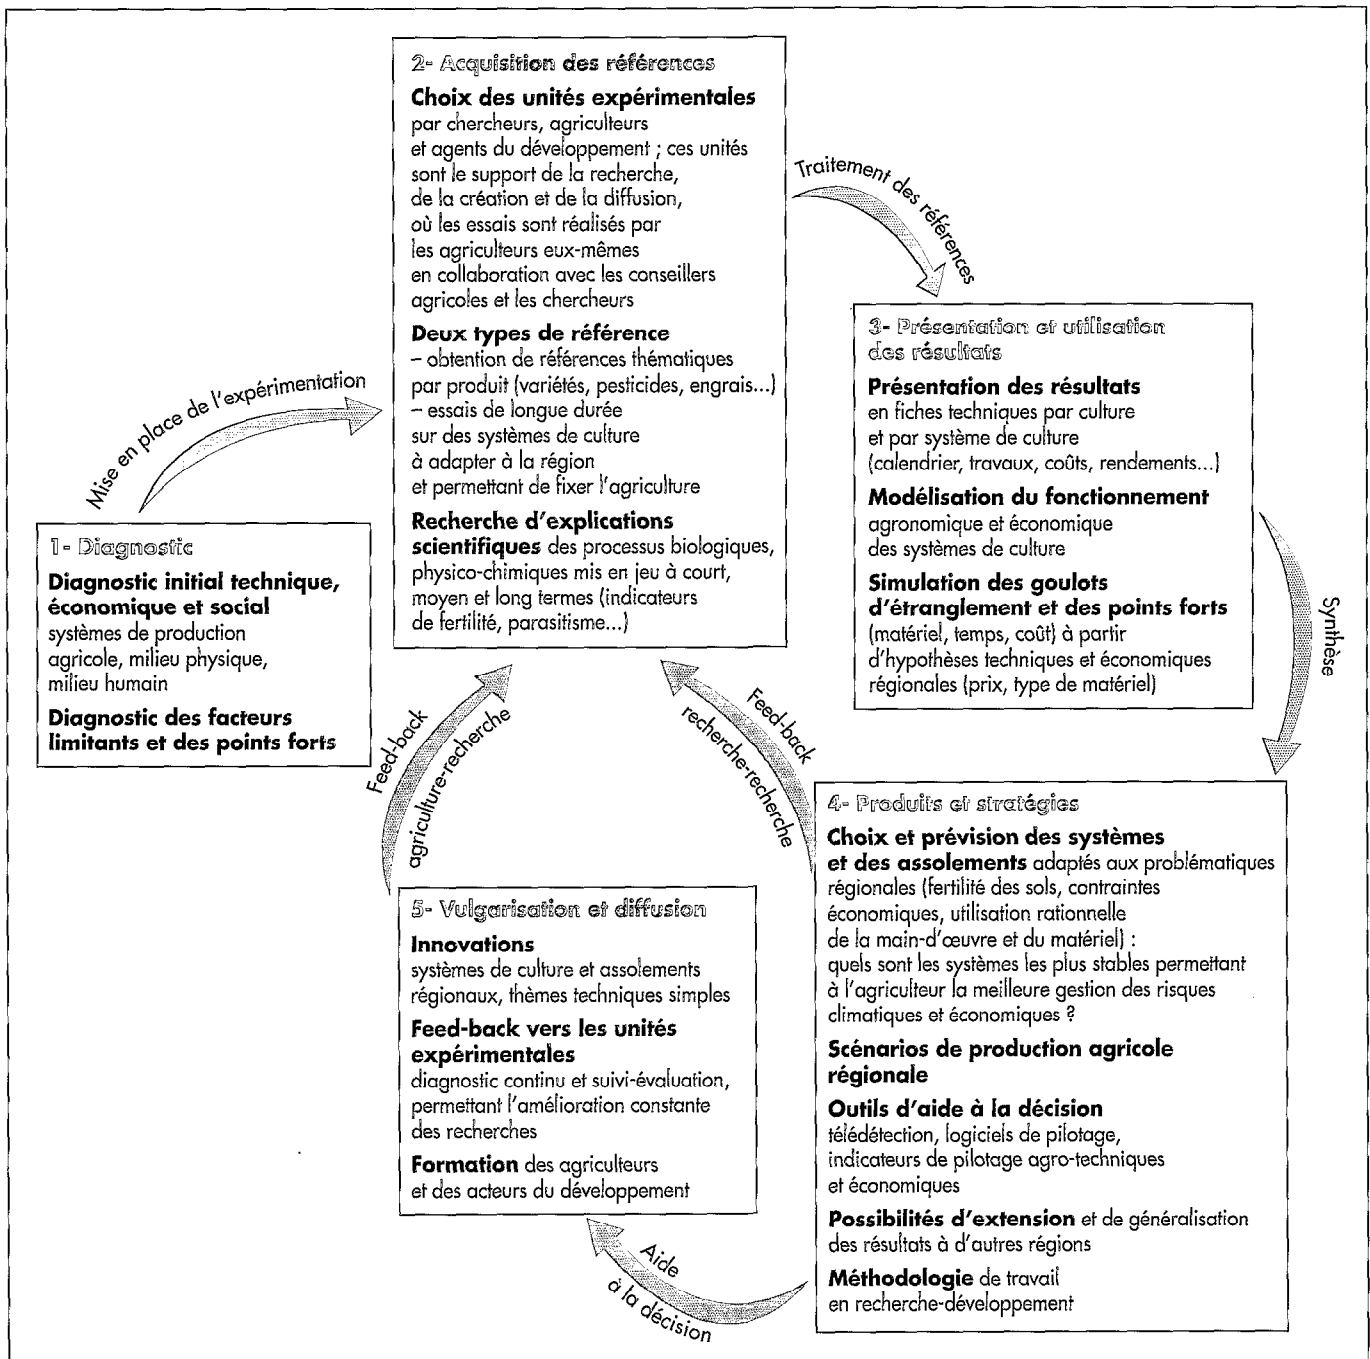 2- Acquisition des références
Choix des unités expérimentales
par chercheurs, agriculteurs
et agents du développement ; ces unités
sont le support de la recherche,
de la création et de la diffusion,
où les essais sont réalisés par
les agriculteurs eux-mêmes
en collaboration avec les conseillers
agricoles et les chercheurs
Deux types de référence
– obtention de références thématiques
par produit (variétés, pesticides, engrais...)
– essais de longue durée
sur des systèmes de culture
à adapter à la région
et permettant de fixer l'agriculture
Recherche d'explications
scientifiques des processus biologiques,
physico-chimiques mis en jeu à court,
moyen et long termes (indicateurs
de fertilité, parasitisme...)
Traitement des références
Mise en place de l'expérimentation
1- Diagnostic
Diagnostic initial technique,
économique et social
systèmes de production
agricole, milieu physique,
milieu humain
Diagnostic des facteurs
limitants et des points forts
3- Présentation et utilisation
des résultats
Présentation des résultats
en fiches techniques par culture
et par système de culture
(calendrier, travaux, coûts, rendements...)
Modélisation du fonctionnement
agronomique et économique
des systèmes de culture
Simulation des goulots
d'étranglement et des points forts
(matériel, temps, coût) à partir
d'hypothèses techniques et économiques
régionales (prix, type de matériel)
Synthèse
Feed-back
agriculture-recherche
Feed-back
recherche-recherche
4- Produits et stratégies
Choix et prévision des systèmes
et des assolements adaptés aux problématiques
régionales (fertilité des sols, contraintes
économiques, utilisation rationnelle
de la main-d'œuvre et du matériel) :
quels sont les systèmes les plus stables permettant
à l'agriculteur la meilleure gestion des risques
climatiques et économiques ?
Scénarios de production agricole
régionale
Outils d'aide à la décision
télédétection, logiciels de pilotage,
indicateurs de pilotage agro-techniques
et économiques
Possibilités d'extension et de généralisation
des résultats à d'autres régions
Méthodologie de travail
en recherche-développement
5- Vulgarisation et diffusion
Innovations
systèmes de culture et assolements
régionaux, thèmes techniques simples
Feed-back vers les unités
expérimentales
diagnostic continu et suivi-évaluation,
permettant l'amélioration constante
des recherches
Formation des agriculteurs
et des acteurs du développement
Aide
à la décision